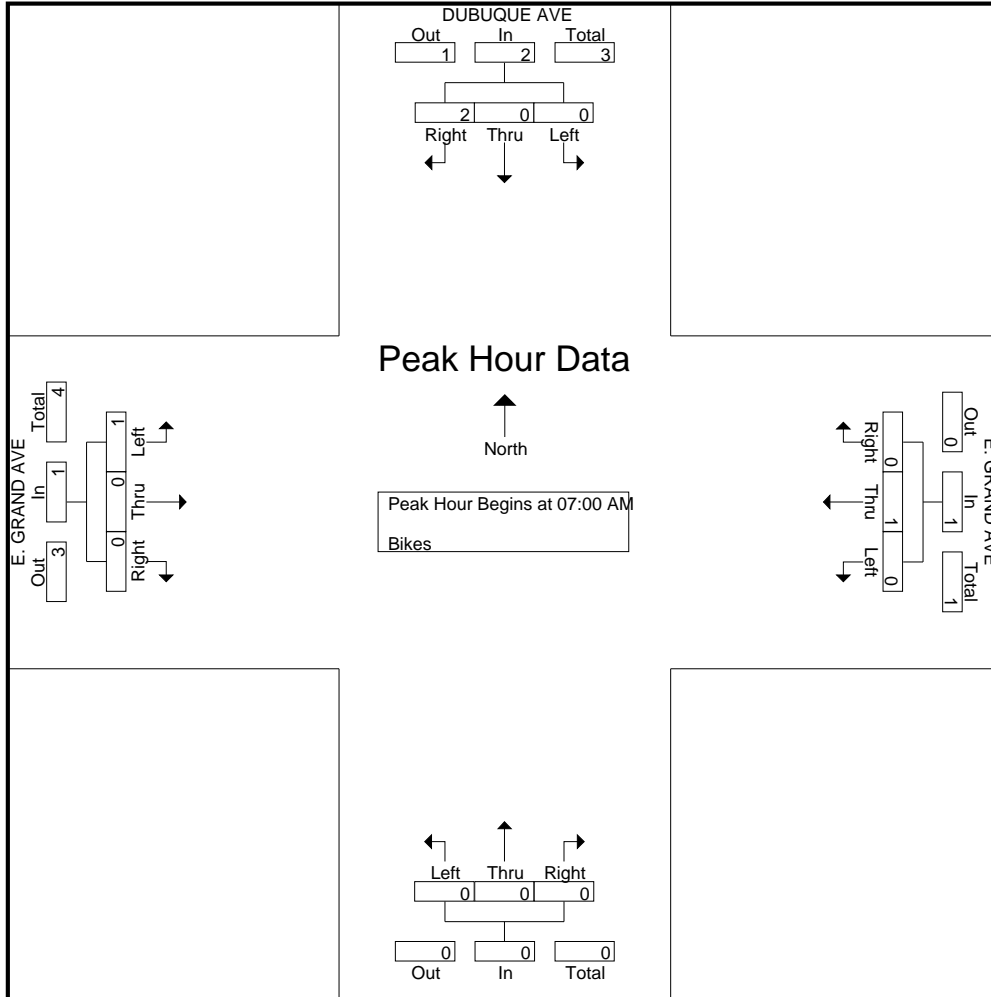 DUBUQUE AVE
Out In Total
1 2 3
2 0 0
Right Thru Left
Peak Hour Data
North
Peak Hour Begins at 07:00 AM
Bikes
E. GRAND AVE
Out In Total
3 1 4
0 0 1
Right Thru Left
E. GRAND AVE
Out In Total
0 1 1
0 1 0
Right Thru Left
Left Thru Right
0 0 0
0 0 0
Out In Total